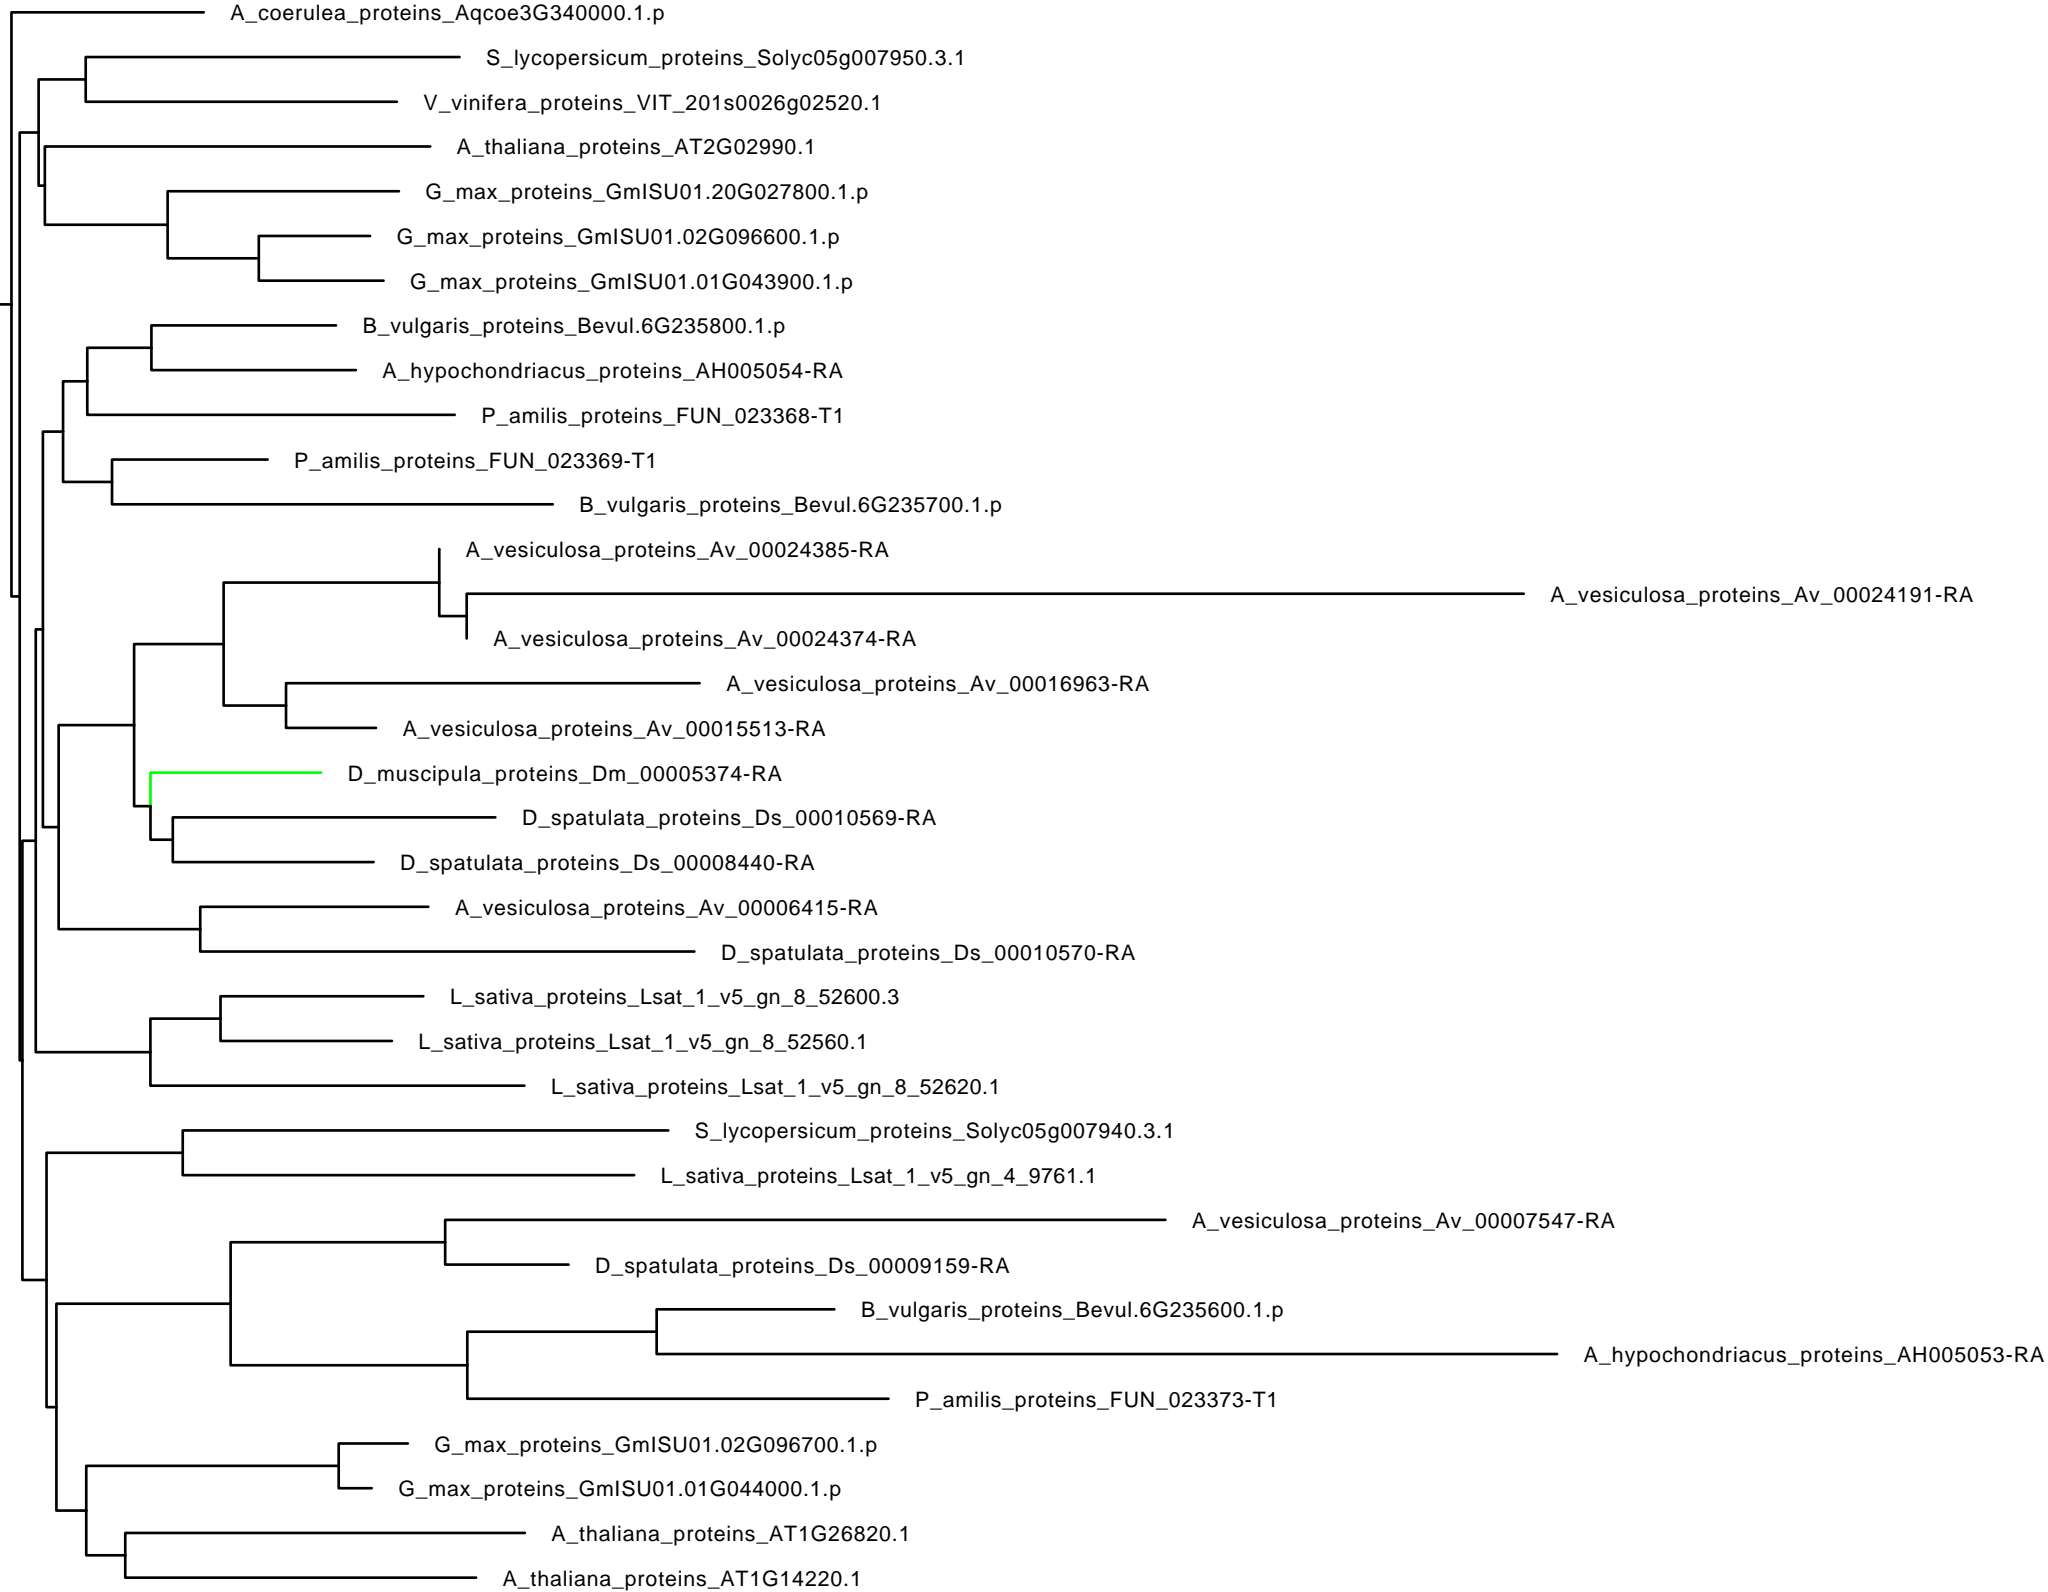 A_coerulea_proteins_Aqcoe3G340000.1.p
S_lycopersicum_proteins_Solyc05g007950.3.1
V_vinifera_proteins_VIT_201s0026g02520.1
A_thaliana_proteins_AT2G02990.1
G_max_proteins_GmISU01.20G027800.1.p
G_max_proteins_GmISU01.02G096600.1.p
G_max_proteins_GmISU01.01G043900.1.p
B_vulgaris_proteins_Bevul.6G235800.1.p
A_hypochondriacus_proteins_AH005054-RA
P_amilis_proteins_FUN_023368-T1
P_amilis_proteins_FUN_023369-T1
B_vulgaris_proteins_Bevul.6G235700.1.p
A_vesiculosa_proteins_Av_00024385-RA
A_vesiculosa_proteins_Av_00024191-RA
A_vesiculosa_proteins_Av_00024374-RA
A_vesiculosa_proteins_Av_00016963-RA
A_vesiculosa_proteins_Av_00015513-RA
D_muscipula_proteins_Dm_00005374-RA
D_spatulata_proteins_Ds_00010569-RA
D_spatulata_proteins_Ds_00008440-RA
A_vesiculosa_proteins_Av_00006415-RA
D_spatulata_proteins_Ds_00010570-RA
L_sativa_proteins_Lsat_1_v5_gn_8_52600.3
L_sativa_proteins_Lsat_1_v5_gn_8_52560.1
L_sativa_proteins_Lsat_1_v5_gn_8_52620.1
S_lycopersicum_proteins_Solyc05g007940.3.1
L_sativa_proteins_Lsat_1_v5_gn_4_9761.1
A_vesiculosa_proteins_Av_00007547-RA
D_spatulata_proteins_Ds_00009159-RA
B_vulgaris_proteins_Bevul.6G235600.1.p
A_hypochondriacus_proteins_AH005053-RA
P_amilis_proteins_FUN_023373-T1
G_max_proteins_GmISU01.02G096700.1.p
G_max_proteins_GmISU01.01G044000.1.p
A_thaliana_proteins_AT1G26820.1
A_thaliana_proteins_AT1G14220.1